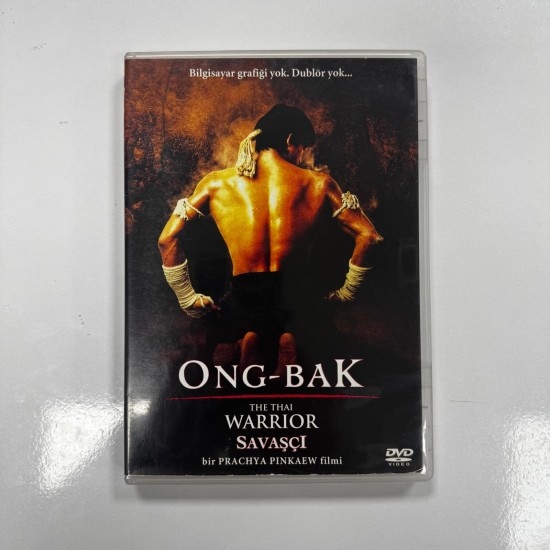 Bilgisayar grafiği yok. Dublör yok...
ONG-BAK
THE THAI
WARRIOR
SAVAŞÇI
bir PRACHYA PINKAEW filmi
DVD
VIDEO